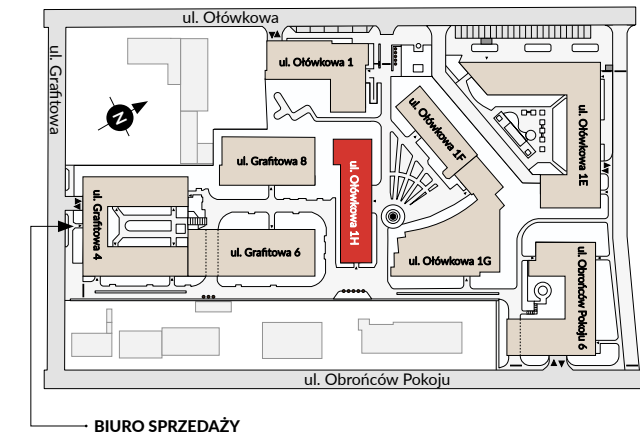 ul. Ołówkowa
ul. Grafitowa
ul. Ołówkowa 1
ul. Ołówkowa 1F
ul. Ołówkowa 1E
N
ul. Grafitowa 8
ul. Ołówkowa 1H
ul. Grafitowa 4
ul. Grafitowa 6
ul. Ołówkowa 1G
ul. Obrońców Pokoju 6
ul. Obrońców Pokoju
BIURO SPRZEDAŻY